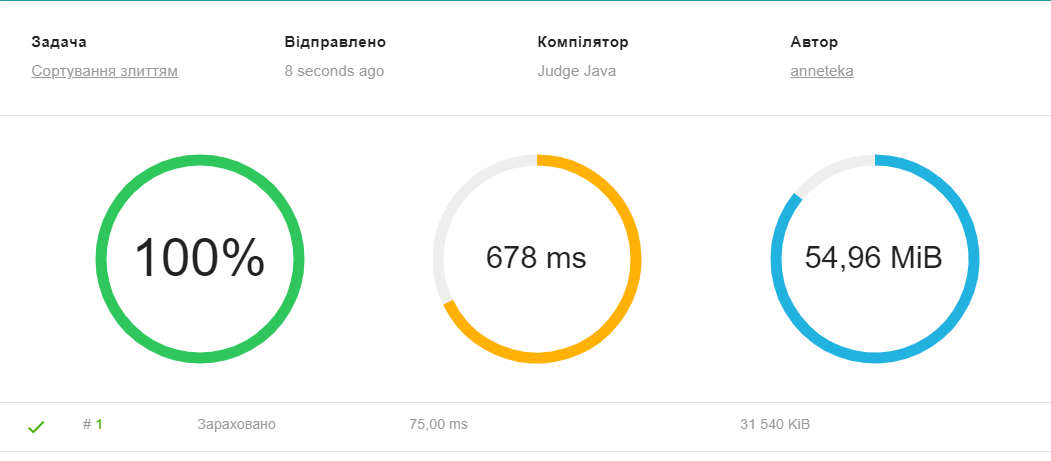 Задача Відправлено Компілятор Автор
Сортування злиттям 8 seconds ago Judge Java anneteka
100% 678 ms 54,96 MiB
# 1 Зараховано 75,00 ms 31 540 KiB